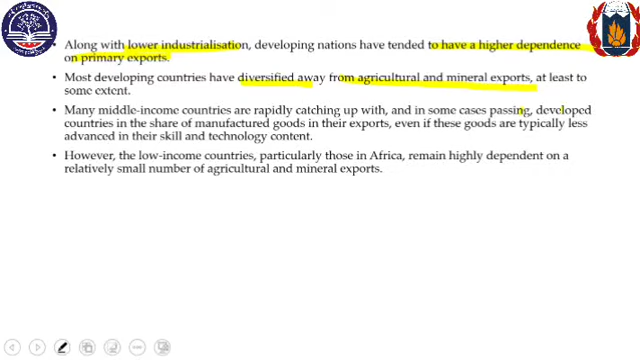 • Along with lower industrialisation, developing nations have tended to have a higher dependence
on primary exports.
• Most developing countries have diversified away from agricultural and mineral exports, at least to
some extent.
• Many middle-income countries are rapidly catching up with, and in some cases passing, developed
countries in the share of manufactured goods in their exports, even if these goods are typically less
advanced in their skill and technology content.
• However, the low-income countries, particularly those in Africa, remain highly dependent on a
relatively small number of agricultural and mineral exports.